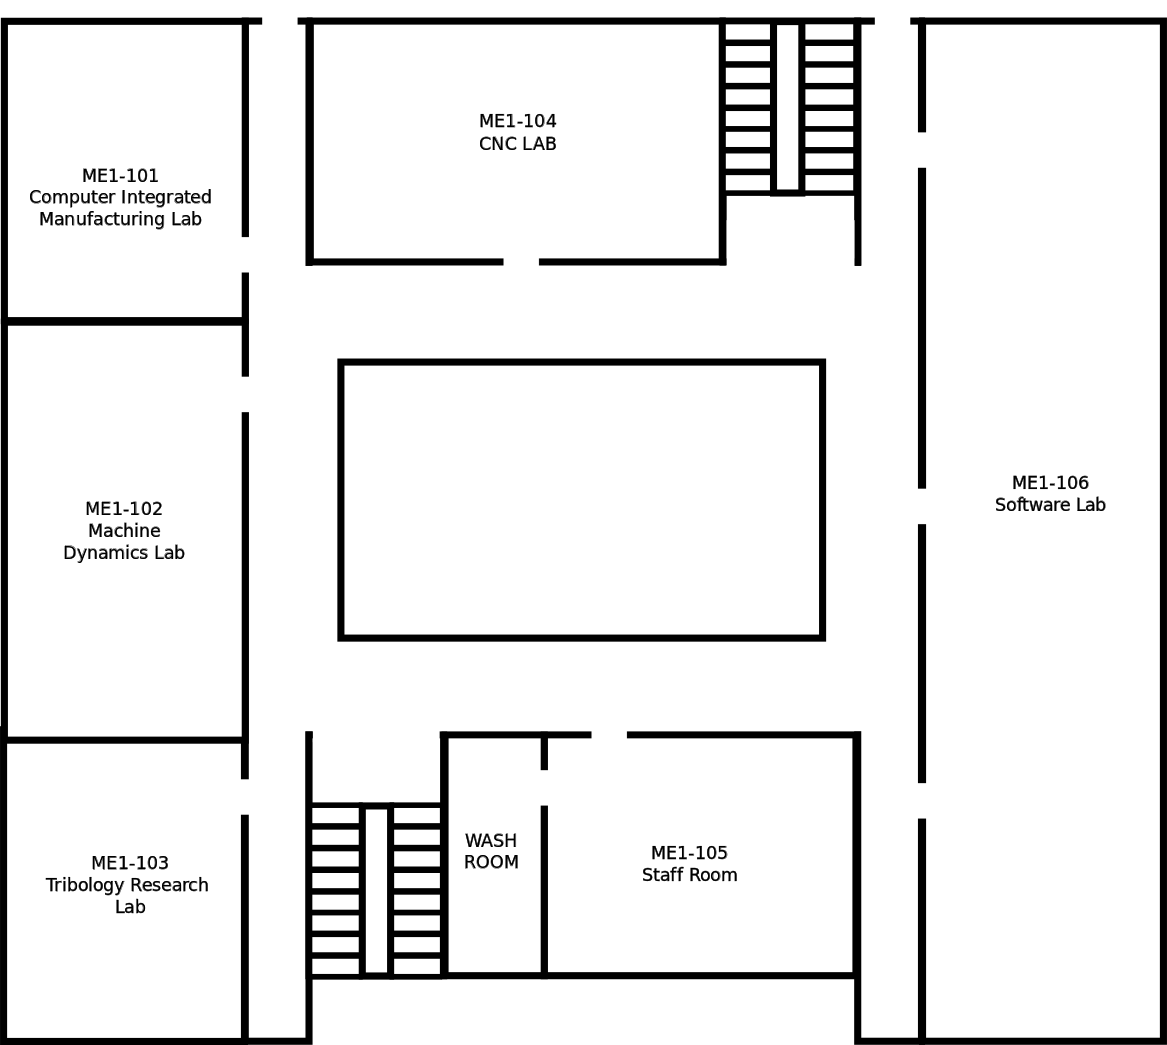 ME1-101
Computer Integrated
Manufacturing Lab
ME1-104
CNC LAB
ME1-102
Machine
Dynamics Lab
ME1-106
Software Lab
ME1-103
Tribology Research
Lab
WASH
ROOM
ME1-105
Staff Room